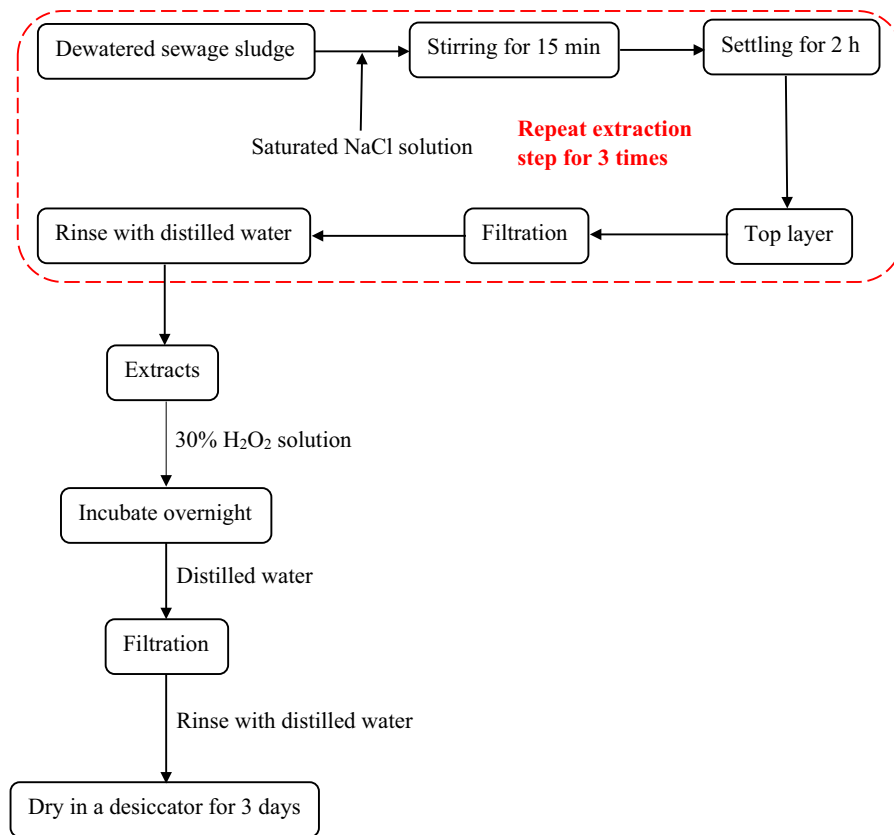 Dewatered sewage sludge
Stirring for 15 min
Settling for 2 h
Saturated NaCl solution
Repeat extraction
step for 3 times
Rinse with distilled water
Filtration
Top layer
Extracts
30% H₂O₂ solution
Incubate overnight
Distilled water
Filtration
Rinse with distilled water
Dry in a desiccator for 3 days